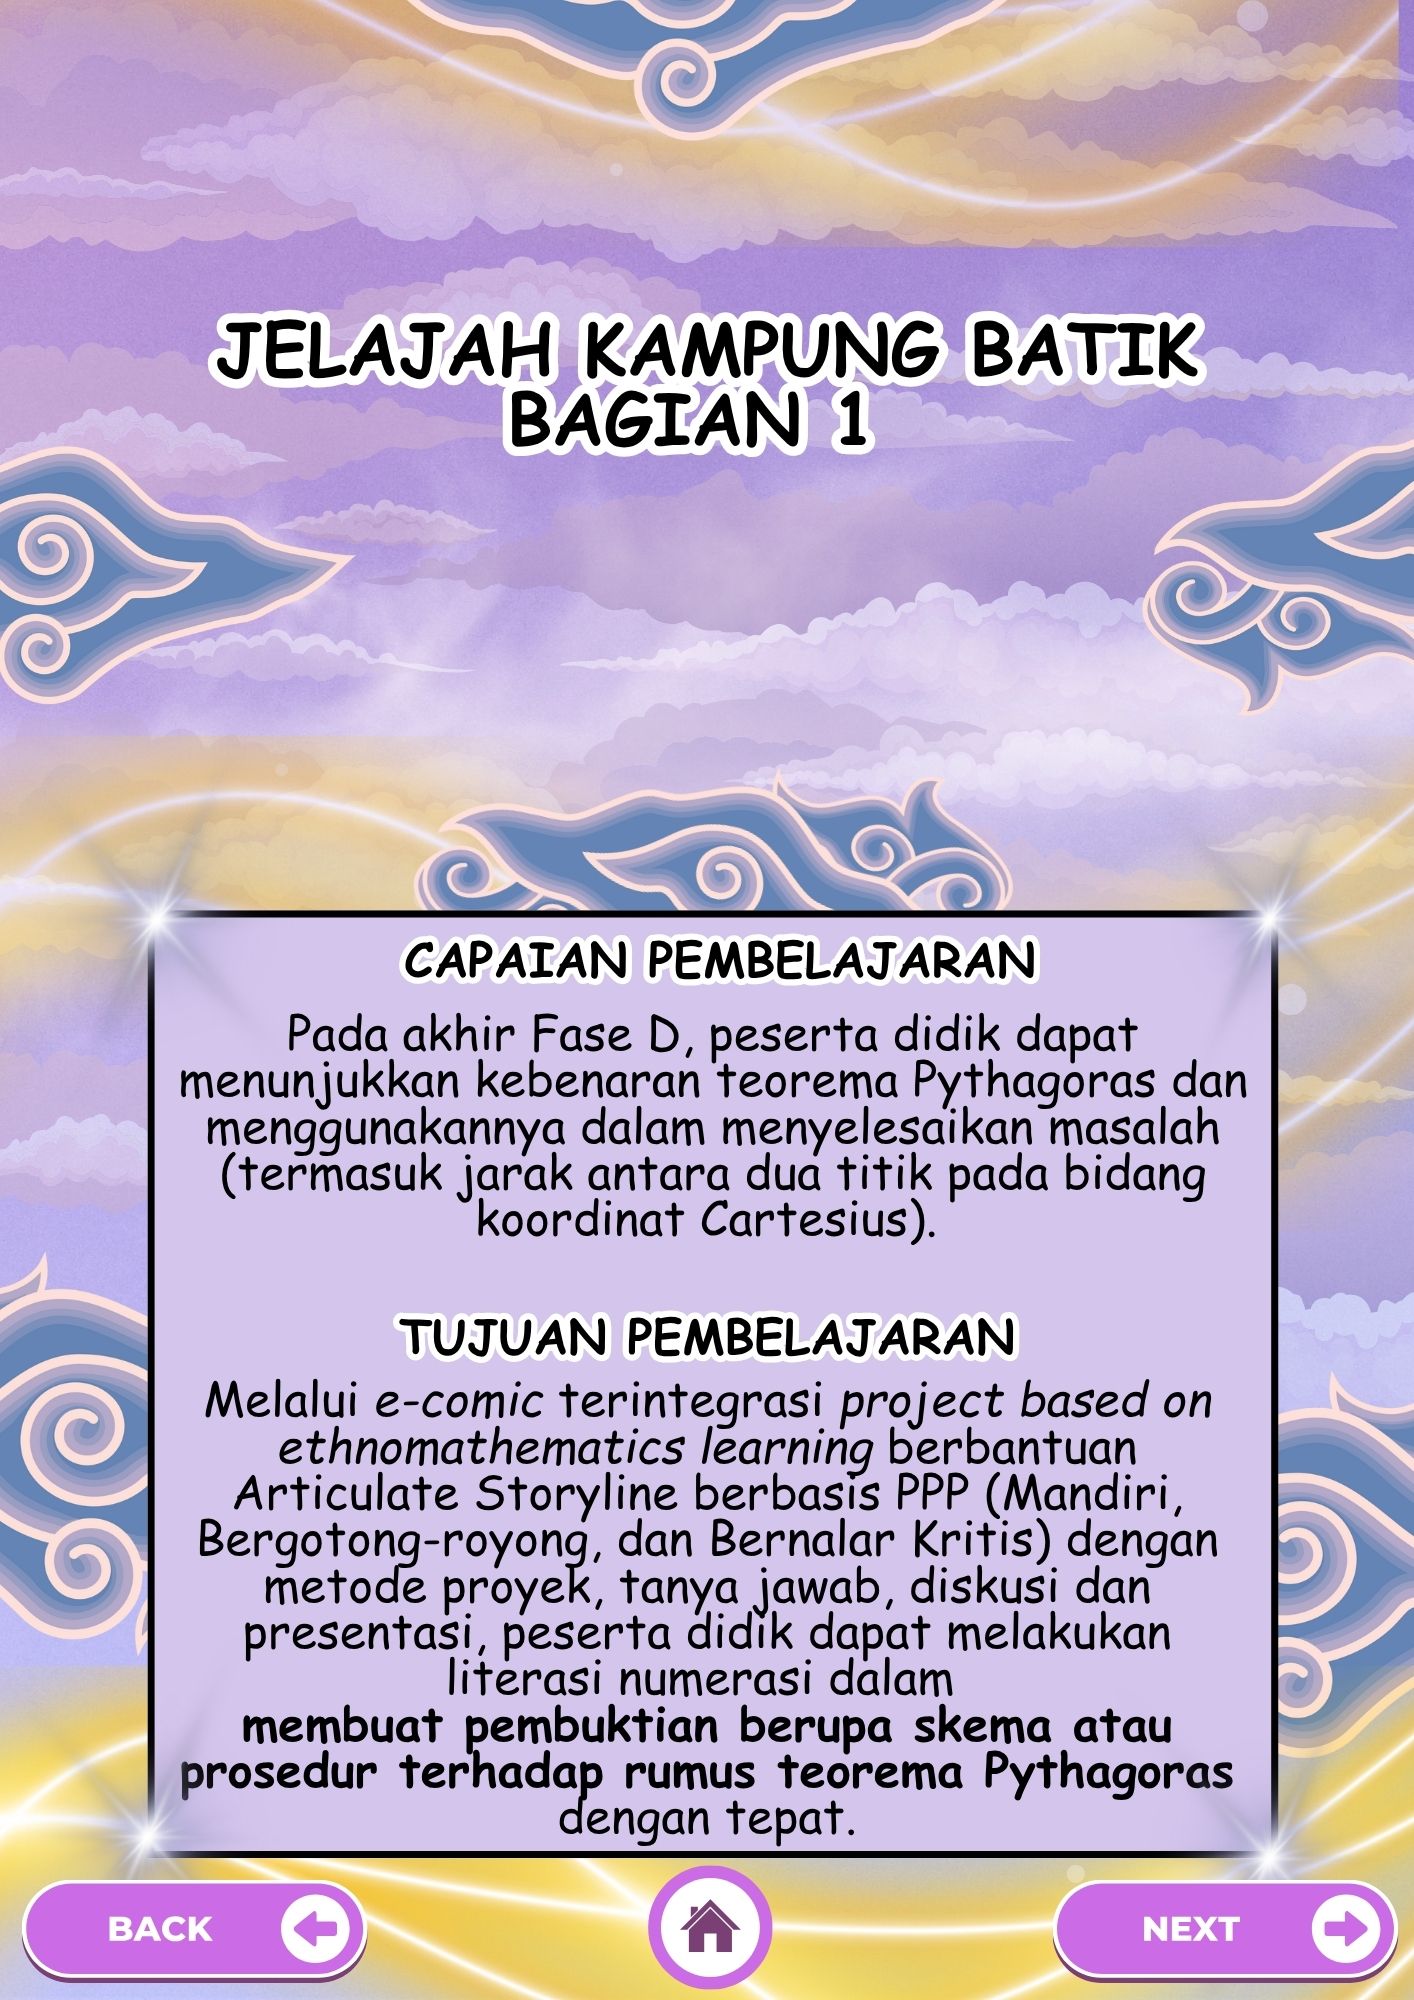 JELAJAH KAMPUNG BATIK
BAGIAN 1
CAPAIAN PEMBELAJARAN
Pada akhir Fase D, peserta didik dapat
menunjukkan kebenaran teorema Pythagoras dan
menggunakannya dalam menyelesaikan masalah
(termasuk jarak antara dua titik pada bidang
koordinat Cartesius).
TUJUAN PEMBELAJARAN
Melalui e-comic terintegrasi project based on
ethnomathematics learning berbantuan
Articulate Storyline berbasis PPP (Mandiri,
Bergotong-royong, dan Bernalar Kritis) dengan
metode proyek, tanya jawab, diskusi dan
presentasi, peserta didik dapat melakukan
literasi numerasi dalam
membuat pembuktian berupa skema atau
prosedur terhadap rumus teorema Pythagoras
dengan tepat.
BACK
NEXT